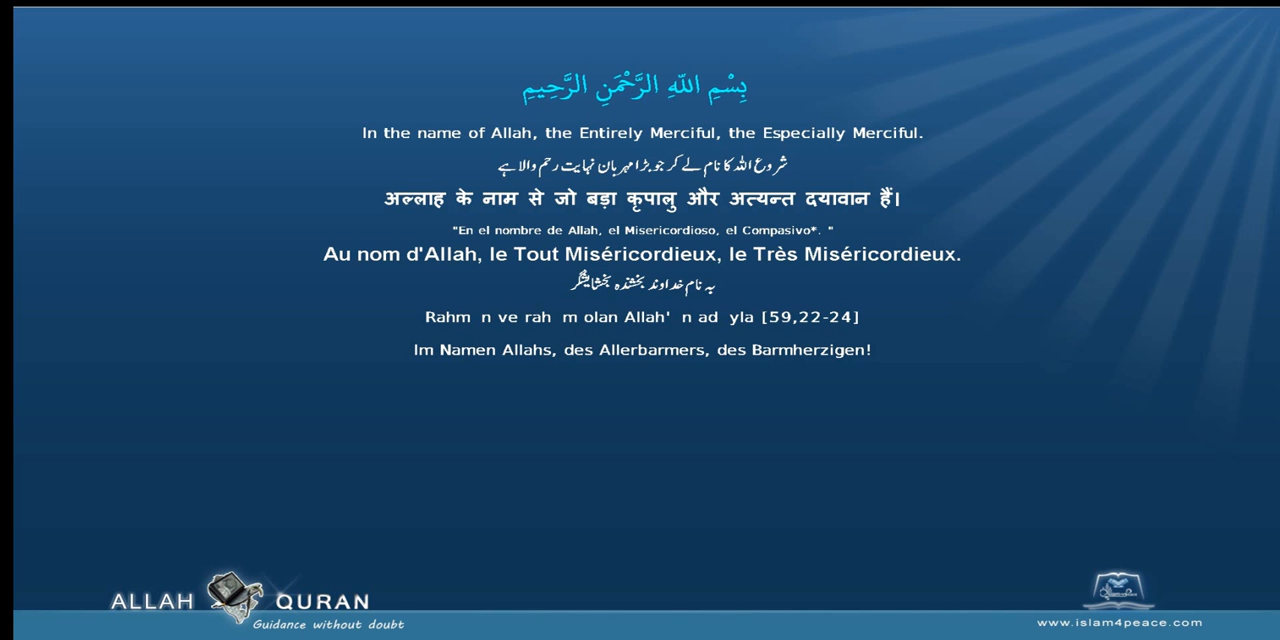 بِسْمِ اللّهِ الرَّحْمَنِ الرَّحِيمِ
In the name of Allah, the Entirely Merciful, the Especially Merciful.
شروع الله کا نام لے کر جو بڑا مہربان نہایت رحم والا ہے
अल्लाह के नाम से जो बड़ा कृपालु और अत्यन्त दयावान हैं।
"En el nombre de Allah, el Misericordioso, el Compasivo*. "
Au nom d'Allah, le Tout Miséricordieux, le Très Miséricordieux.
به نام خداوند بخشنده بخشایشگر
Rahm n ve rah m olan Allah' n ad yla [59,22-24]
Im Namen Allahs, des Allerbarmers, des Barmherzigen!
ALLAH QURAN
Guidance without doubt
www.islam4peace.com